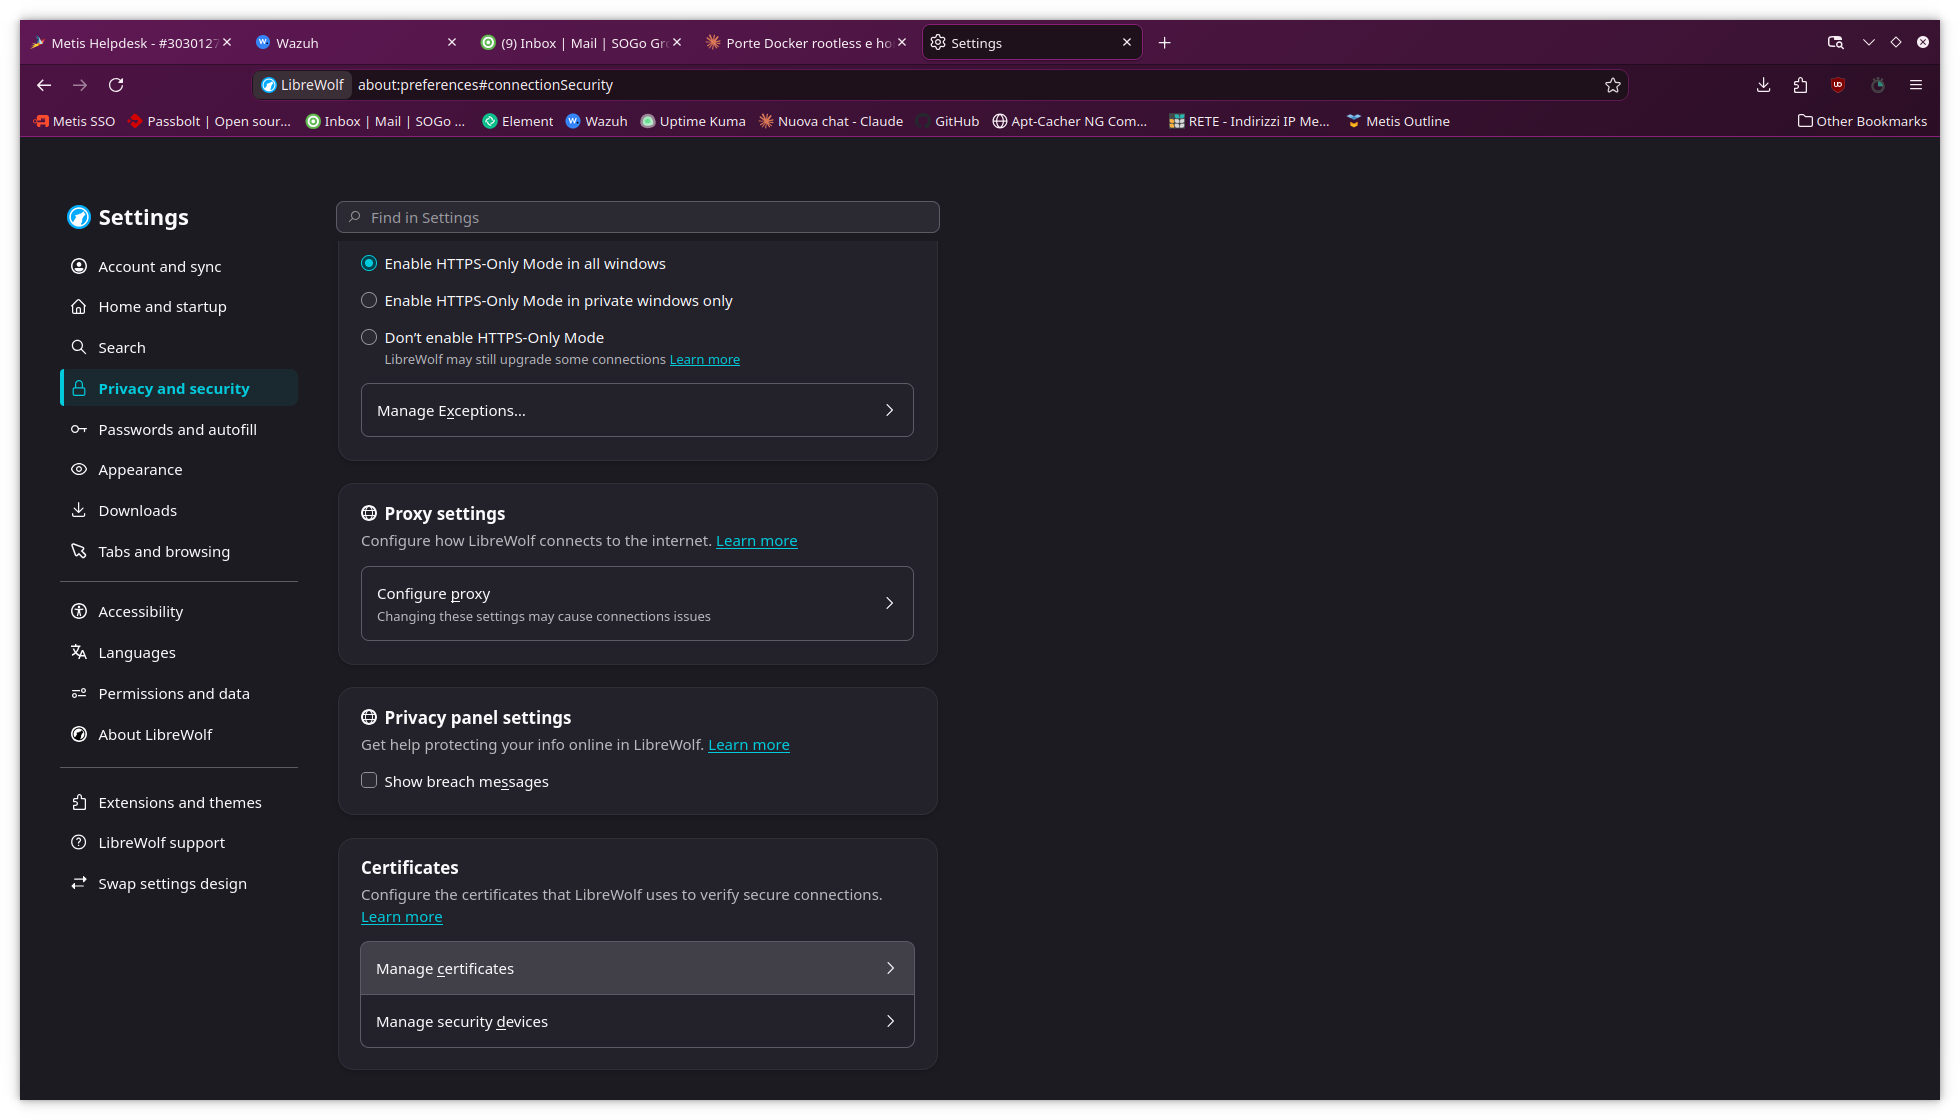 Metis Helpdesk - #3030127
Wazuh
(9) Inbox | Mail | SOGo Gr
Porte Docker rootless e ho
Settings
LibreWolf
about:preferences#connectionSecurity
Metis SSO
Passbolt | Open sour...
Inbox | Mail | SOGo ...
Element
Wazuh
Uptime Kuma
Nuova chat - Claude
GitHub
Apt-Cacher NG Com...
RETE - Indirizzi IP Me...
Metis Outline
Other Bookmarks
Settings
Account and sync
Home and startup
Search
Privacy and security
Passwords and autofill
Appearance
Downloads
Tabs and browsing
Accessibility
Languages
Permissions and data
About LibreWolf
Extensions and themes
LibreWolf support
Swap settings design
Find in Settings
Enable HTTPS-Only Mode in all windows
Enable HTTPS-Only Mode in private windows only
Don't enable HTTPS-Only Mode
LibreWolf may still upgrade some connections Learn more
Manage Exceptions...
Proxy settings
Configure how LibreWolf connects to the internet. Learn more
Configure proxy
Changing these settings may cause connections issues
Privacy panel settings
Get help protecting your info online in LibreWolf. Learn more
Show breach messages
Certificates
Configure the certificates that LibreWolf uses to verify secure connections.
Learn more
Manage certificates
Manage security devices